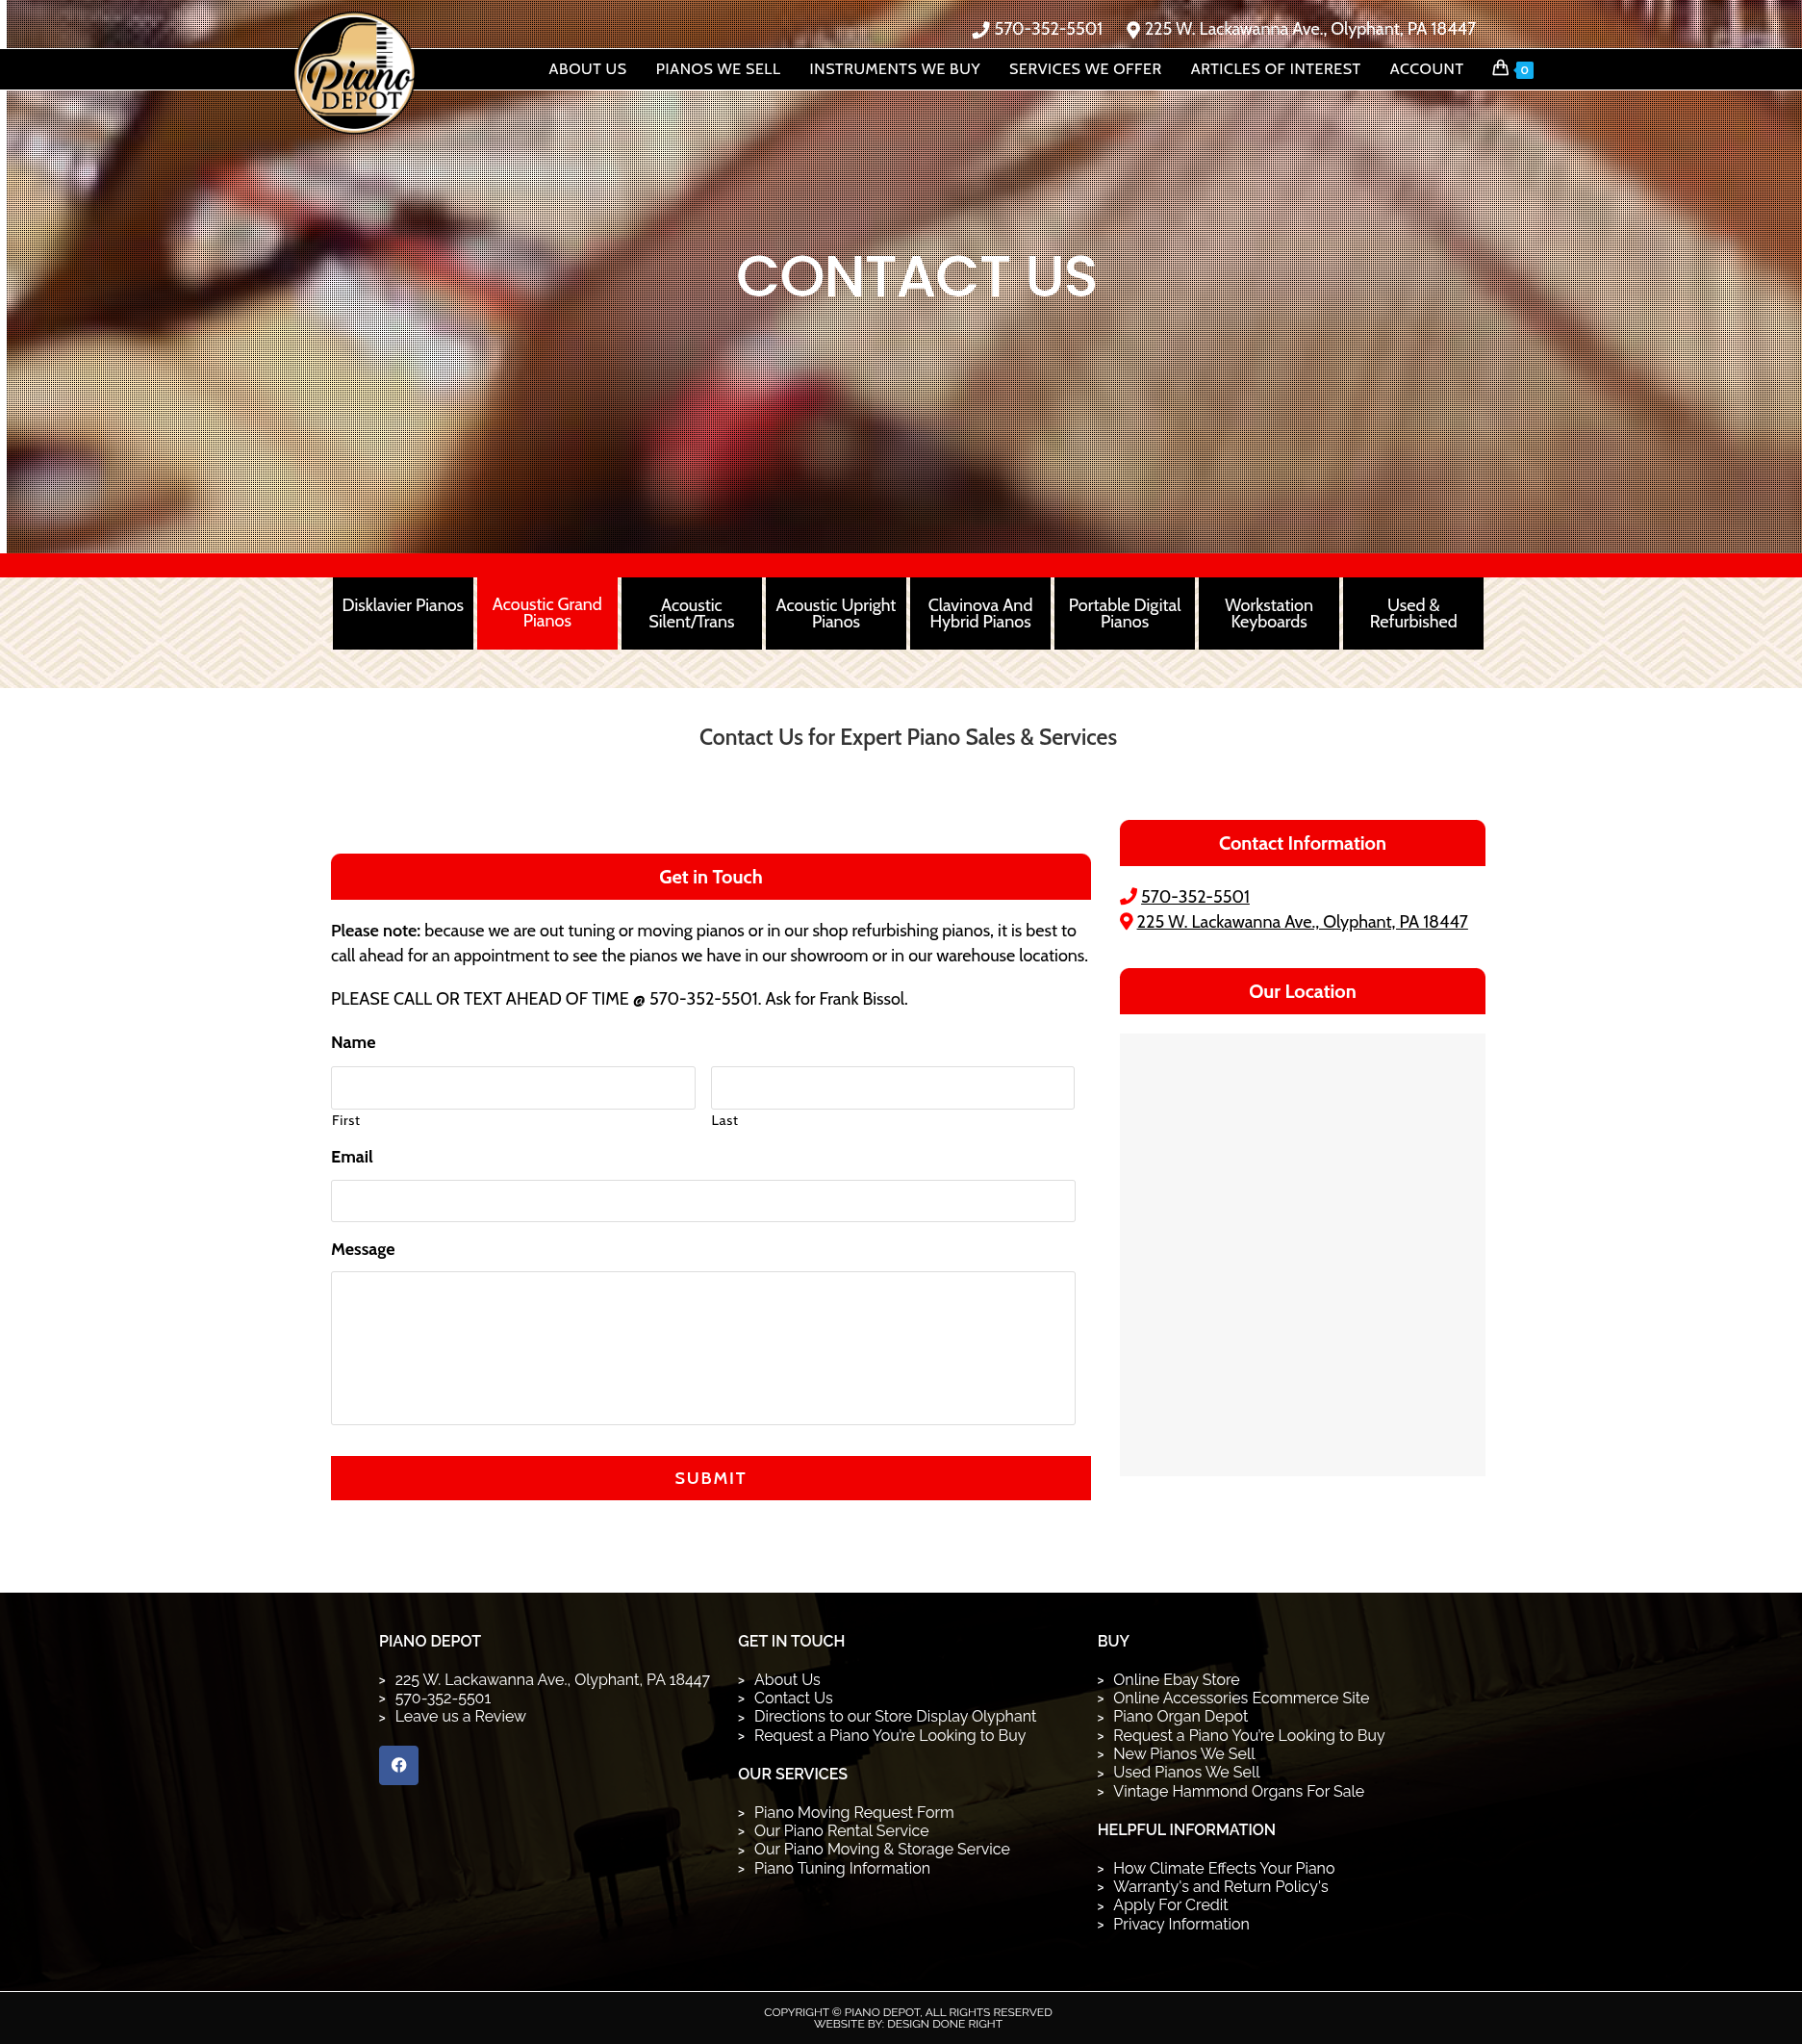 570-352-5501 225 W. Lackawanna Ave., Olyphant, PA 18447
Piano
DEPOT
ABOUT US PIANOS WE SELL INSTRUMENTS WE BUY SERVICES WE OFFER ARTICLES OF INTEREST ACCOUNT 0
CONTACT US
Disklavier Pianos
Acoustic Grand
Pianos
Acoustic
Silent/Trans
Acoustic Upright
Pianos
Clavinova And
Hybrid Pianos
Portable Digital
Pianos
Workstation
Keyboards
Used &
Refurbished
Contact Us for Expert Piano Sales & Services
Get in Touch
Please note: because we are out tuning or moving pianos or in our shop refurbishing pianos, it is best to
call ahead for an appointment to see the pianos we have in our showroom or in our warehouse locations.
PLEASE CALL OR TEXT AHEAD OF TIME @ 570-352-5501. Ask for Frank Bissol.
Name
First
Last
Email
Message
SUBMIT
Contact Information
570-352-5501
225 W. Lackawanna Ave., Olyphant, PA 18447
Our Location
PIANO DEPOT
> 225 W. Lackawanna Ave., Olyphant, PA 18447
> 570-352-5501
> Leave us a Review
GET IN TOUCH
> About Us
> Contact Us
> Directions to our Store Display Olyphant
> Request a Piano You're Looking to Buy
OUR SERVICES
> Piano Moving Request Form
> Our Piano Rental Service
> Our Piano Moving & Storage Service
> Piano Tuning Information
BUY
> Online Ebay Store
> Online Accessories Ecommerce Site
> Piano Organ Depot
> Request a Piano You're Looking to Buy
> New Pianos We Sell
> Used Pianos We Sell
> Vintage Hammond Organs For Sale
HELPFUL INFORMATION
> How Climate Effects Your Piano
> Warranty's and Return Policy's
> Apply For Credit
> Privacy Information
COPYRIGHT © PIANO DEPOT, ALL RIGHTS RESERVED
WEBSITE BY: DESIGN DONE RIGHT